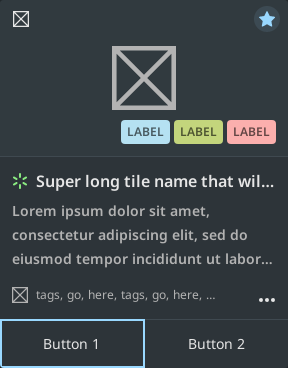 LABEL LABEL LABEL
Super long tile name that wil...
Lorem ipsum dolor sit amet,
consectetur adipiscing elit, sed do
eiusmod tempor incididunt ut labor...
tags, go, here, tags, go, here, ...
Button 1 Button 2